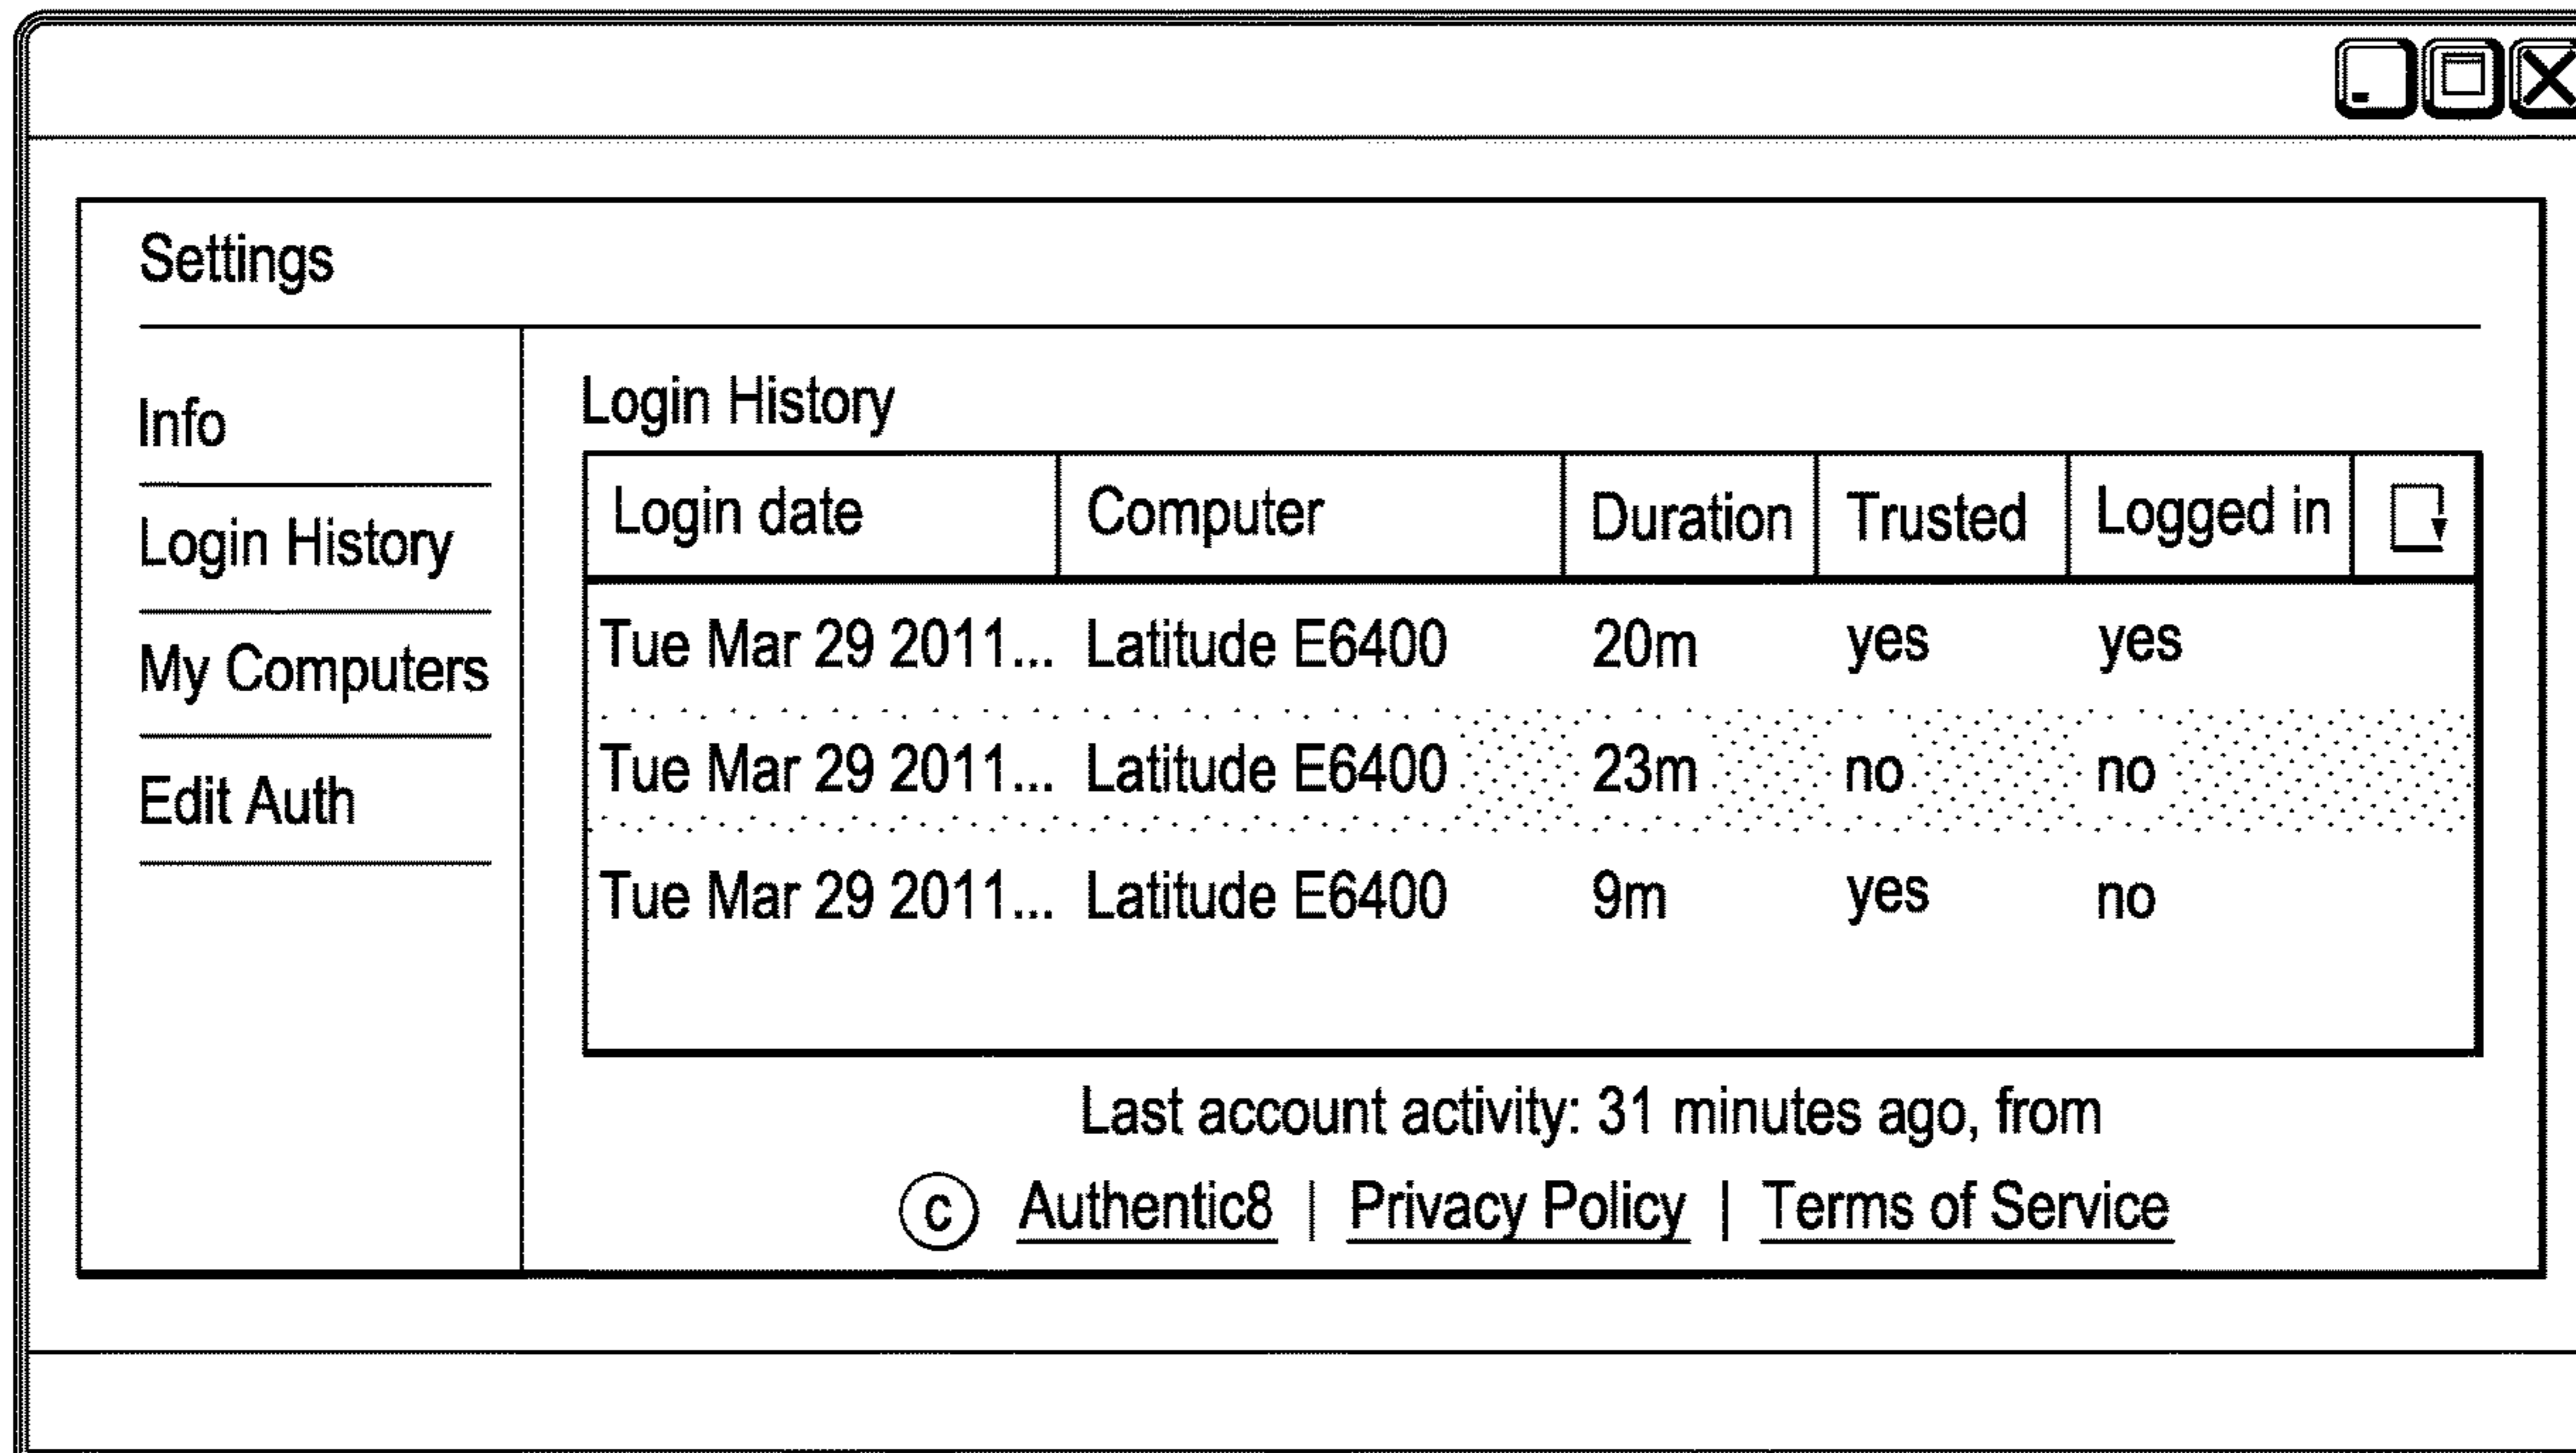 Settings
Info
Login History
My Computers
Edit Auth
Login History
Login date Computer Duration Trusted Logged in
Tue Mar 29 2011... Latitude E6400 20m yes yes
Tue Mar 29 2011... Latitude E6400 23m no no
Tue Mar 29 2011... Latitude E6400 9m yes no
Last account activity: 31 minutes ago, from
© Authentic8 | Privacy Policy | Terms of Service